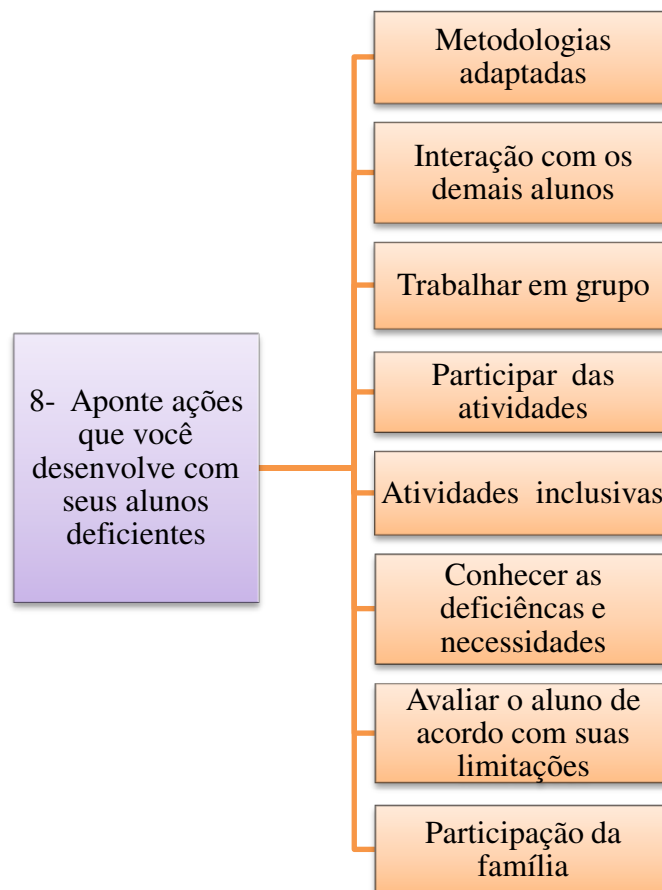 8- Aponte ações
que você
desenvolve com
seus alunos
deficientes
Metodologias
adaptadas
Interação com os
demais alunos
Trabalhar em grupo
Participar das
atividades
Atividades inclusivas
Conhecer as
deficiêncas e
necessidades
Avaliar o aluno de
acordo com suas
limitações
Participação da
família